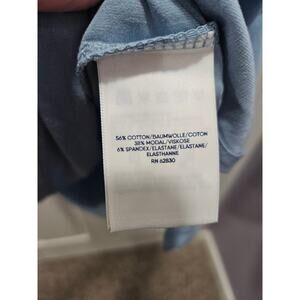 56% COTTON/BAUMWOLLE/COTON
38% MODAL/VISKOSE
6% SPANDEX/ELASTANE/ELASTANE/
ELASTHANNE
RN 62830